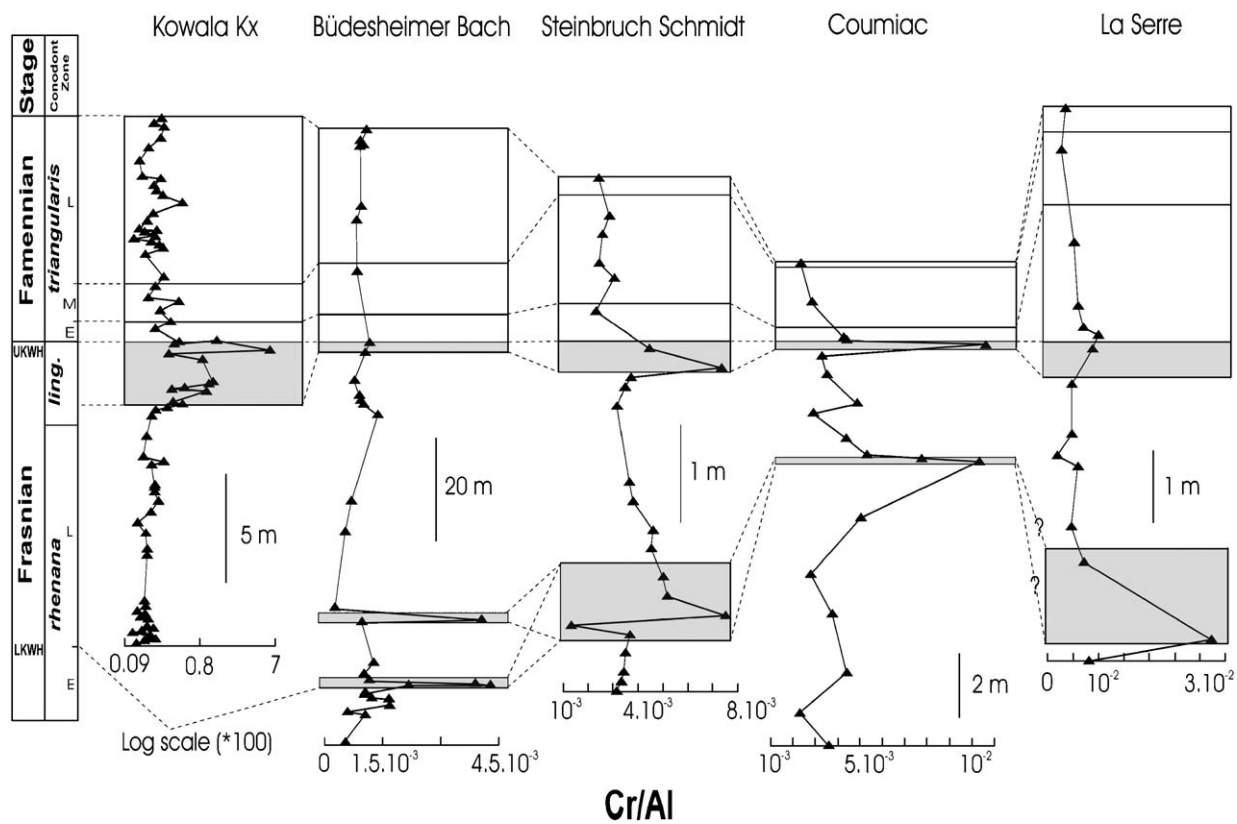 Kowala Kx
Büdesheimer Bach
Steinbruch Schmidt
Coumiac
La Serre
Stage
Conodont
Zone
Famennian
triangularis
L
M
E
UKWH
ling.
Frasnian
rhenana
L
LKWH
E
5 m
20 m
1 m
2 m
1 m
?
?
0.09 0.8 7
Log scale (*100)
0 1.5.10⁻³ 4.5.10⁻³
10⁻³ 4.10⁻³ 8.10⁻³
10⁻³ 5.10⁻³ 10⁻²
0 10⁻² 3.10⁻²
Cr/Al